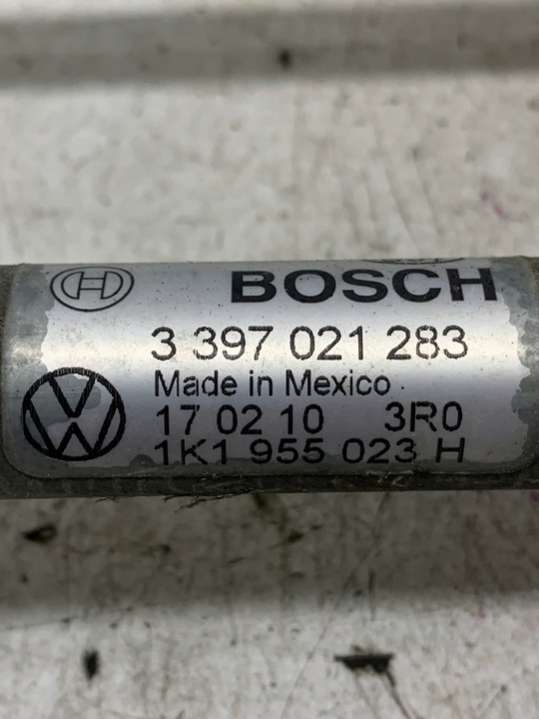 BOSCH
3 397 021 283
Made in Mexico
17 02 10 3R0
1K1 955 023 H